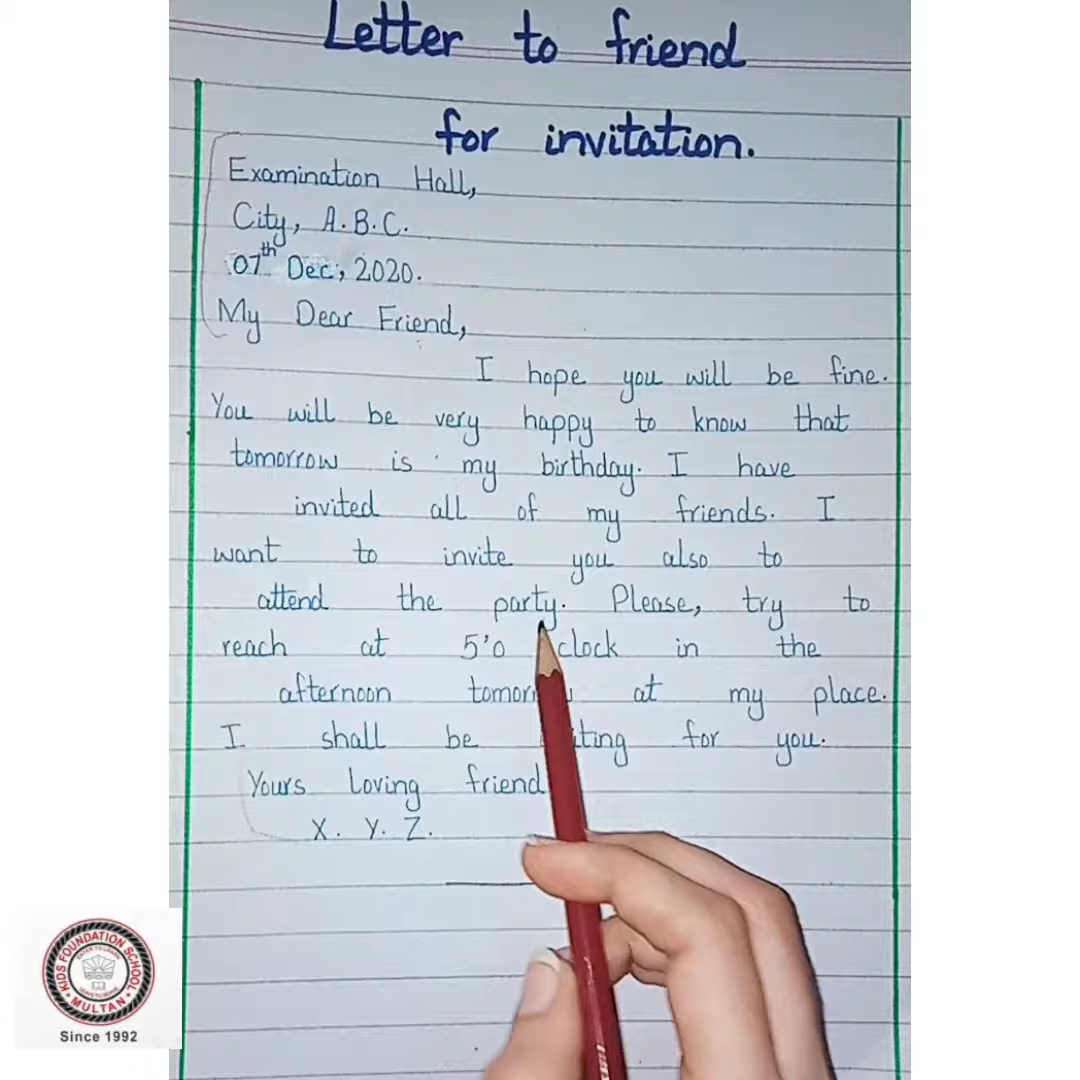 Letter to friend
for invitation.
Examination Hall,
City, A.B.C.
07th Dec, 2020.
My Dear Friend,
I hope you will be fine.
You will be very happy to know that
tomorrow is my birthday. I have
invited all of my friends. I
want to invite you also to
attend the party. Please, try to
reach at 5'0 clock in the
afternoon at my place.
I shall be for you.
Yours Loving friend
X. Y. Z.
KIDS FOUNDATION SCHOOL
MULTAN
Since 1992